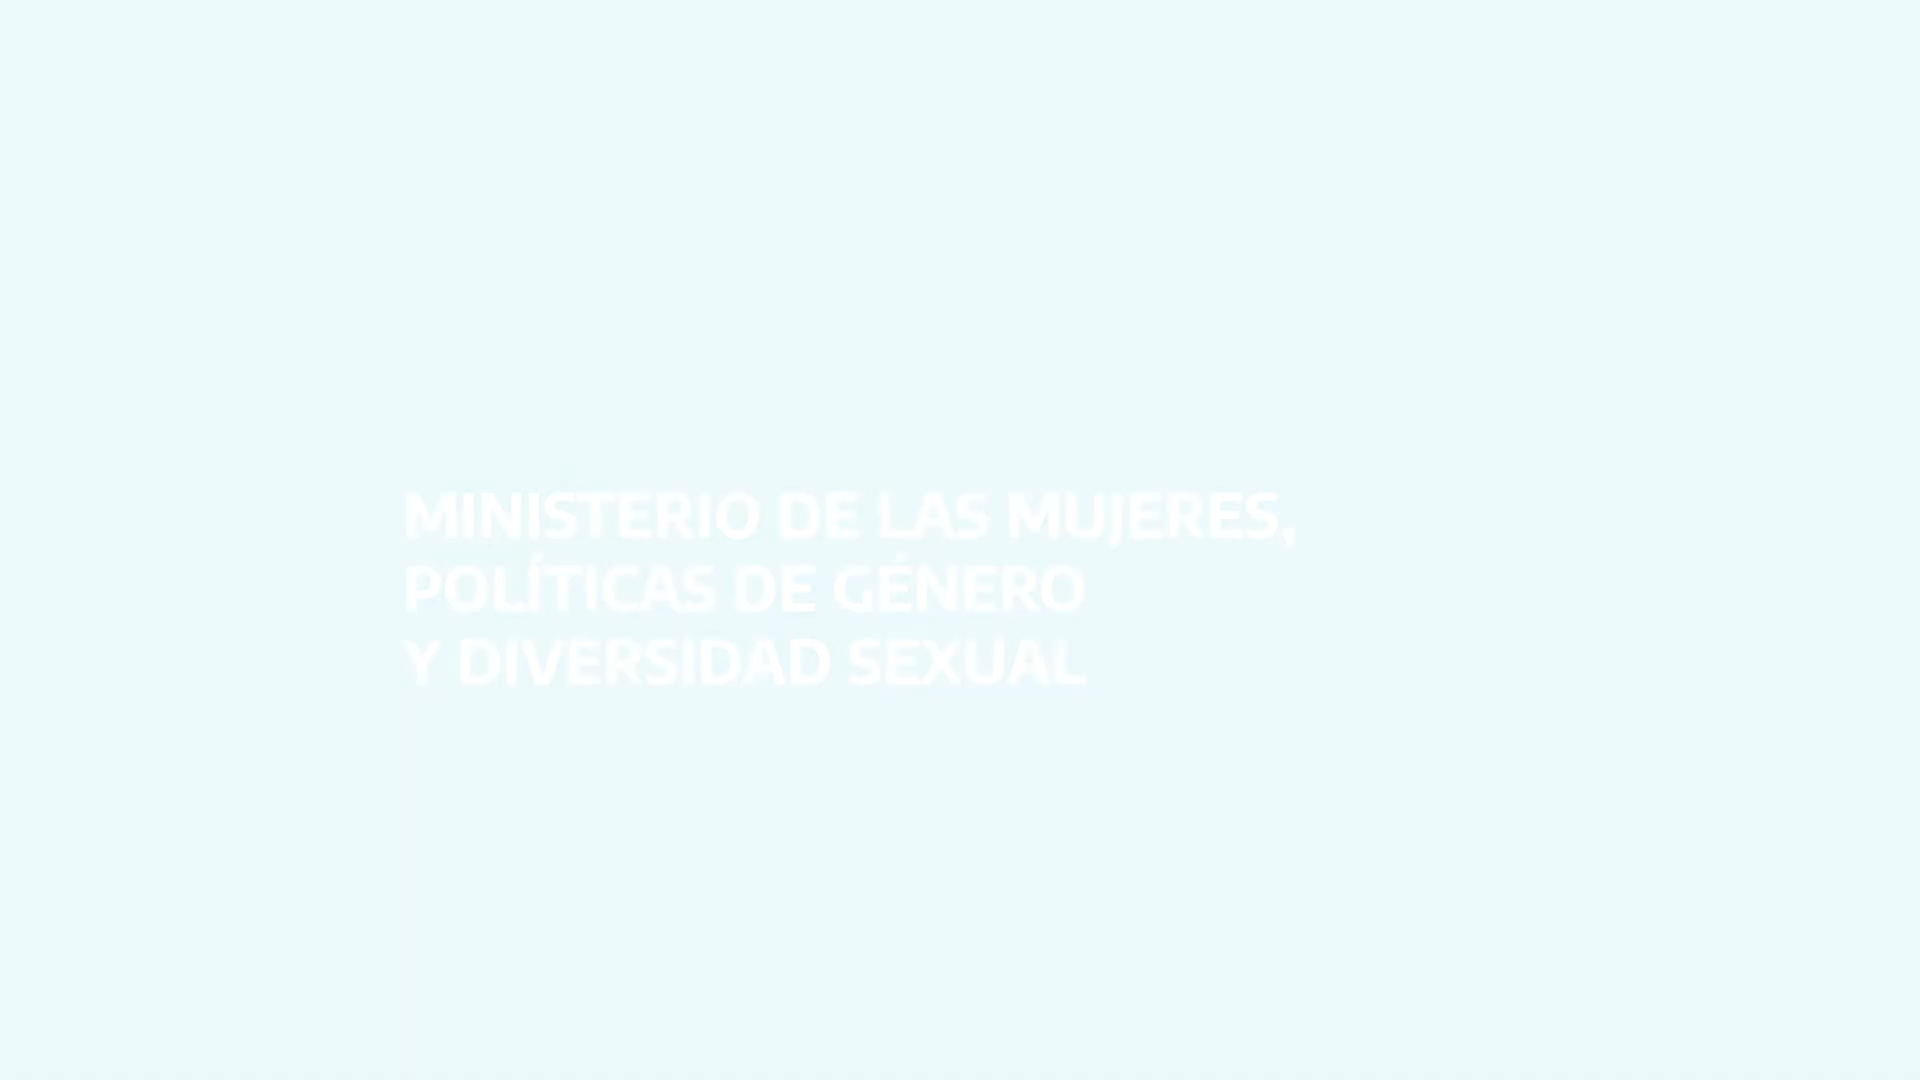 MINISTERIO DE LAS MUJERES,
POLÍTICAS DE GÉNERO
Y DIVERSIDAD SEXUAL